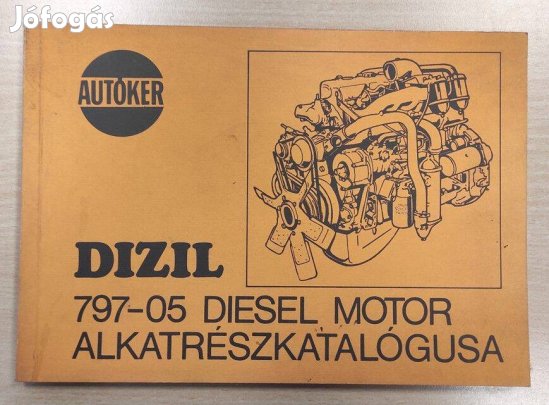 Jófogás
AUTÓKER
DIZIL
797-05 DIESEL MOTOR
ALKATRÉSZKATALÓGUSA